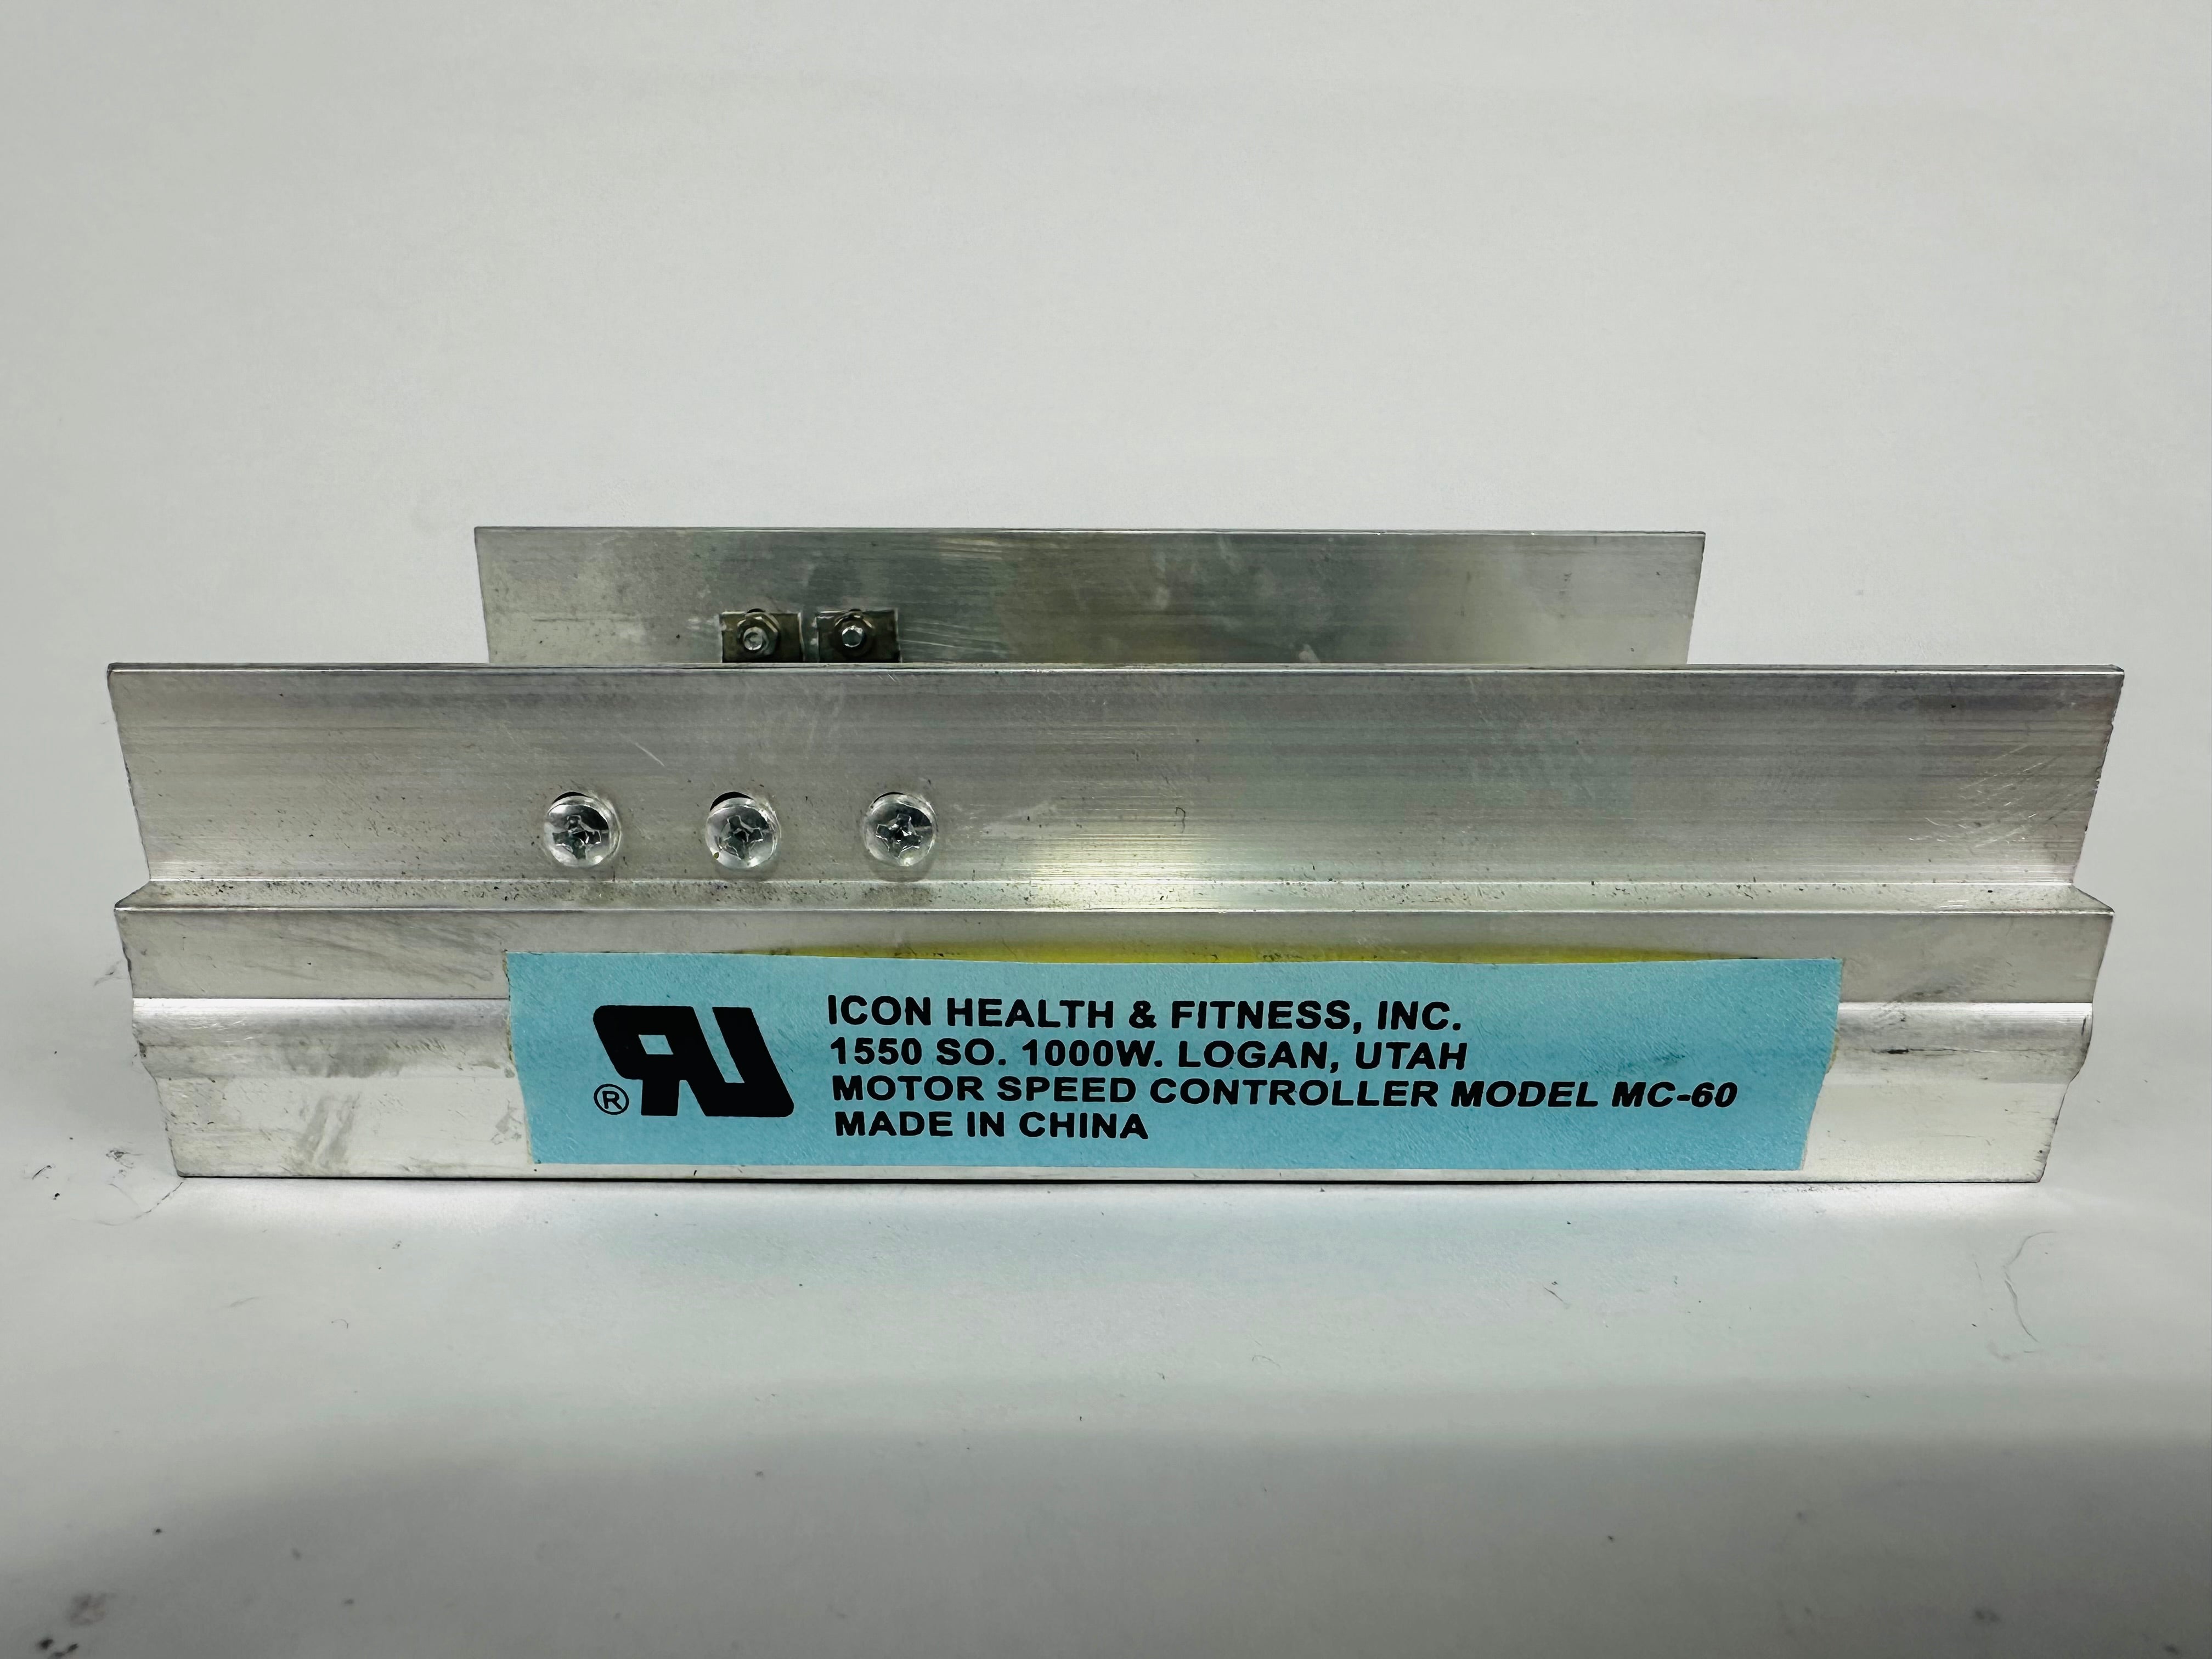 ICON HEALTH & FITNESS, INC.
1550 SO. 1000W. LOGAN, UTAH
MOTOR SPEED CONTROLLER MODEL MC-60
MADE IN CHINA
®